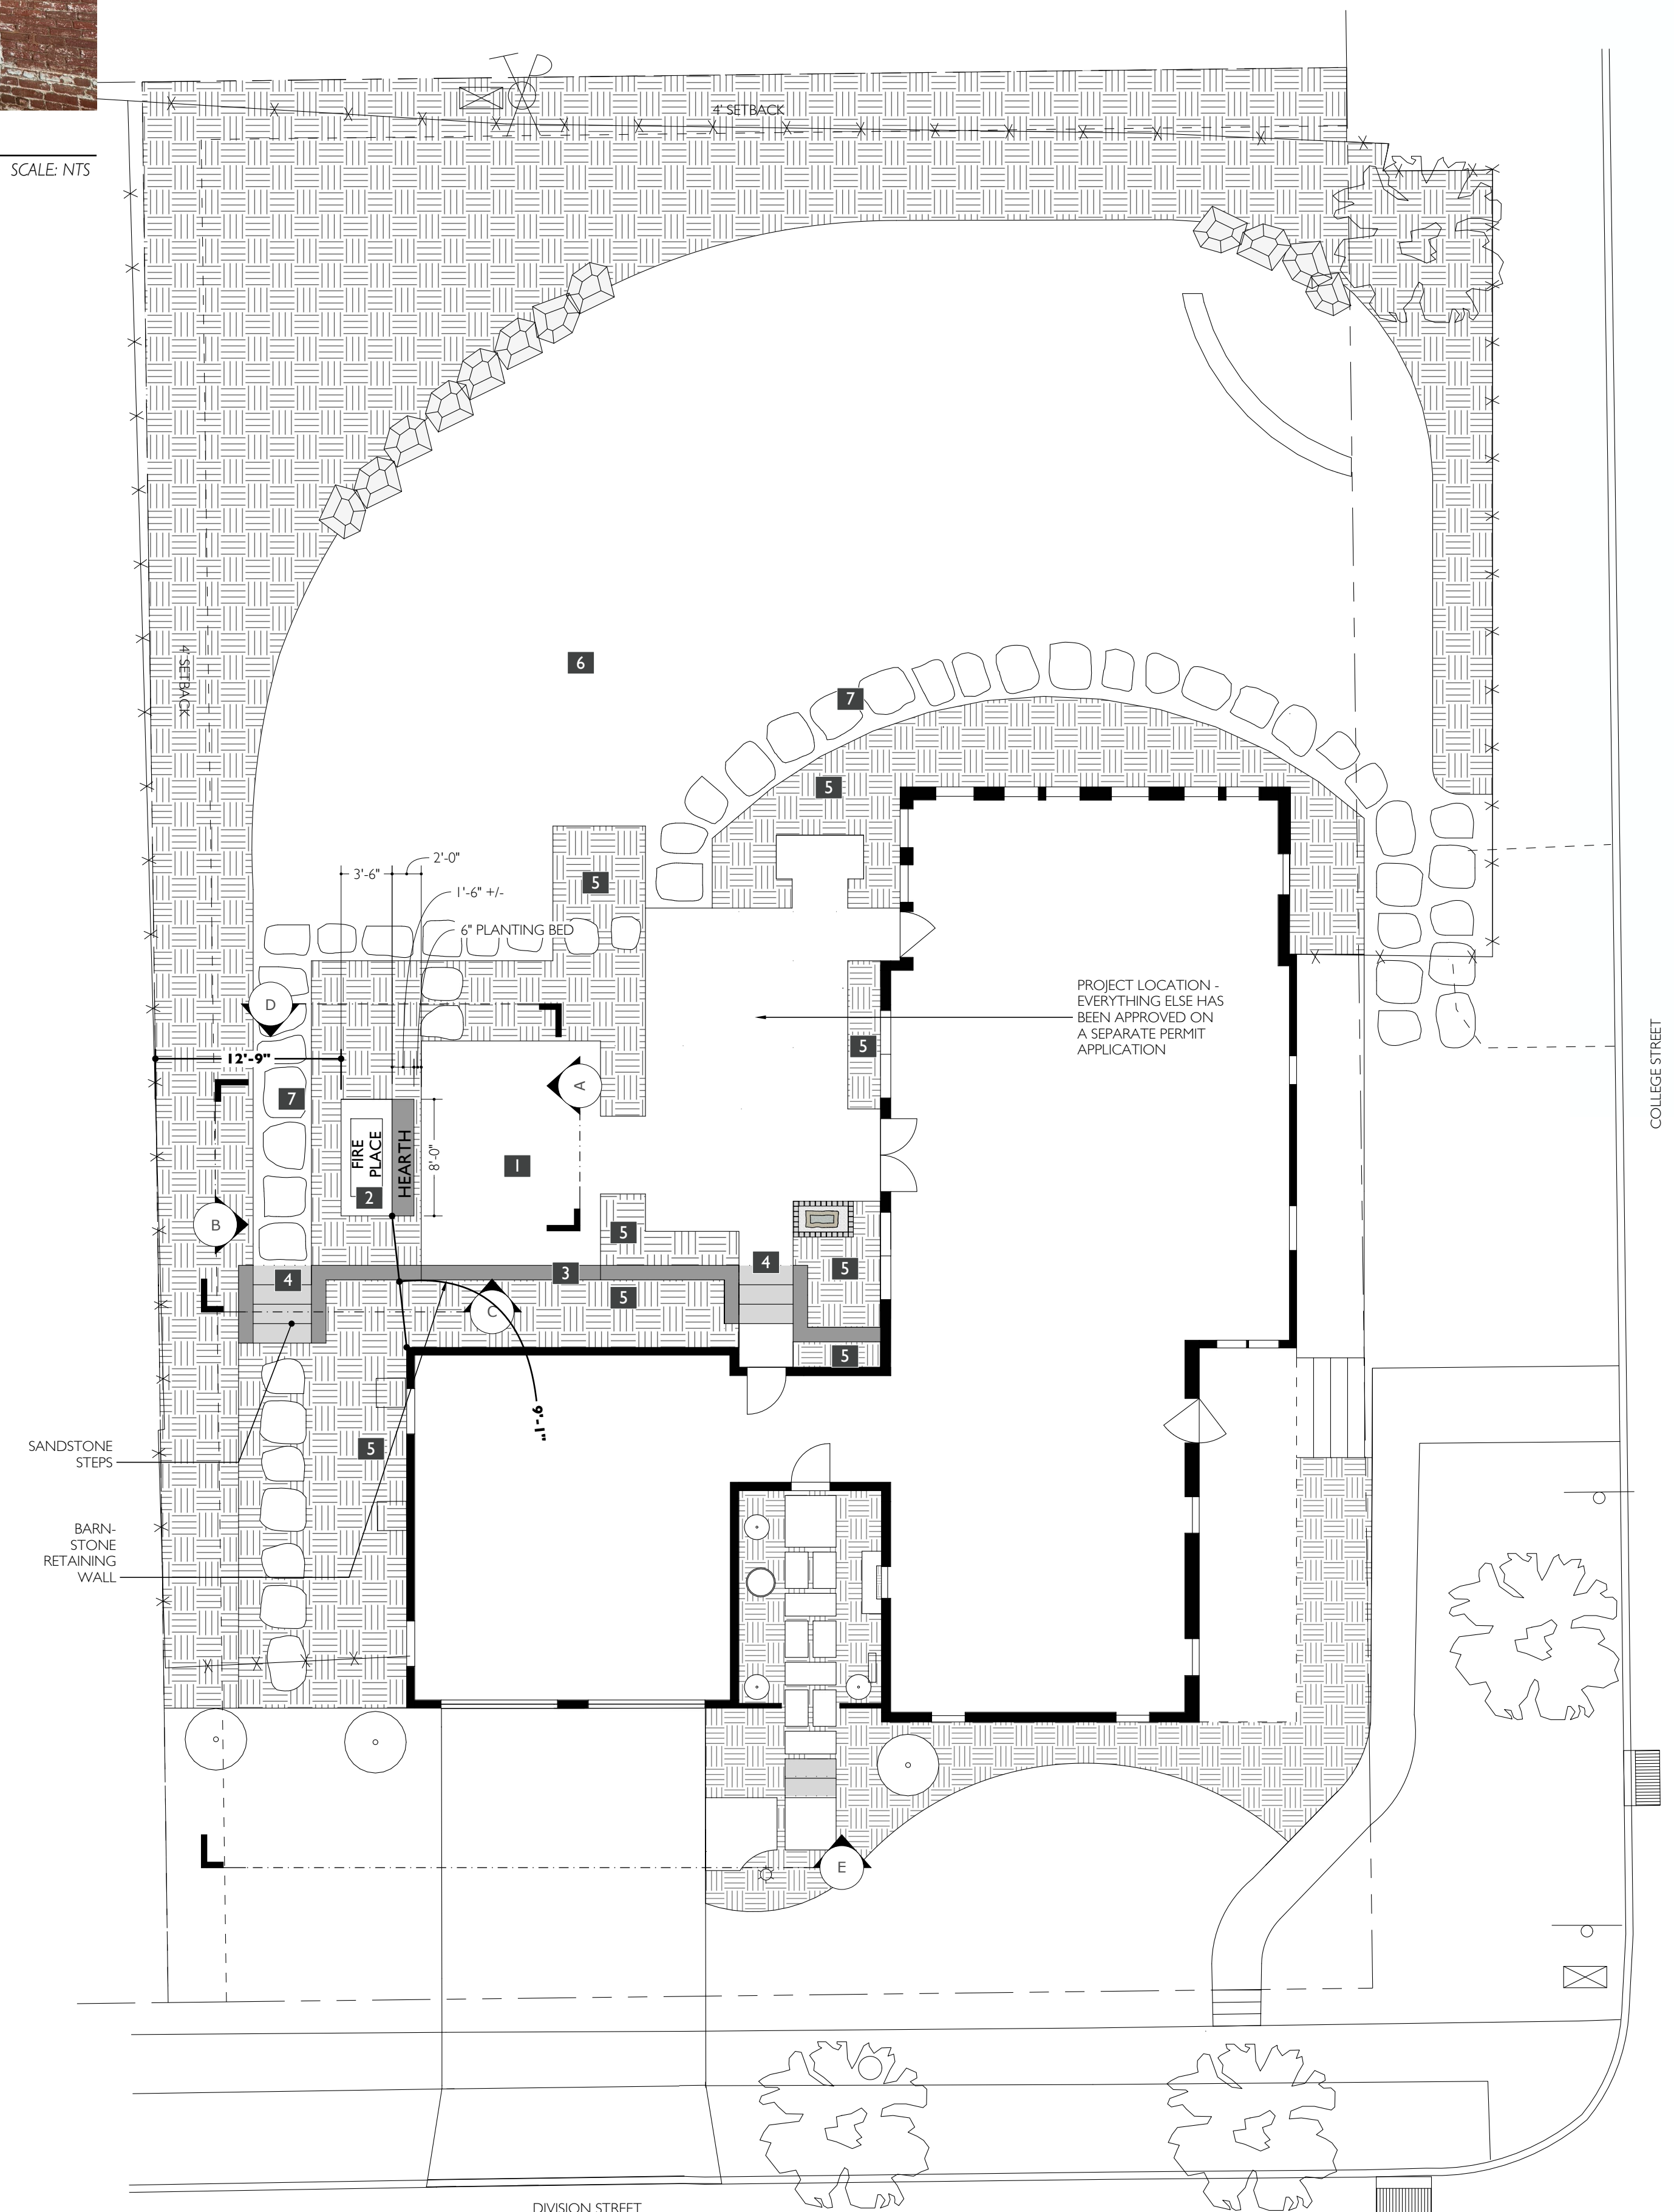 SCALE: NTS
4' SETBACK
4' SETBACK
6
7
5
2'-0"
3'-6"
5
1'-6" +/-
6" PLANTING BED
PROJECT LOCATION -
EVERYTHING ELSE HAS
BEEN APPROVED ON
A SEPARATE PERMIT
APPLICATION
D
12'-9"
5
COLLEGE STREET
A
7
FIRE
PLACE
HEARTH
8'-0"
1
2
B
5
4
3
4
5
5
C
5
SANDSTONE
STEPS
5
BARN-
STONE
RETAINING
WALL
E
DIVISION STREET